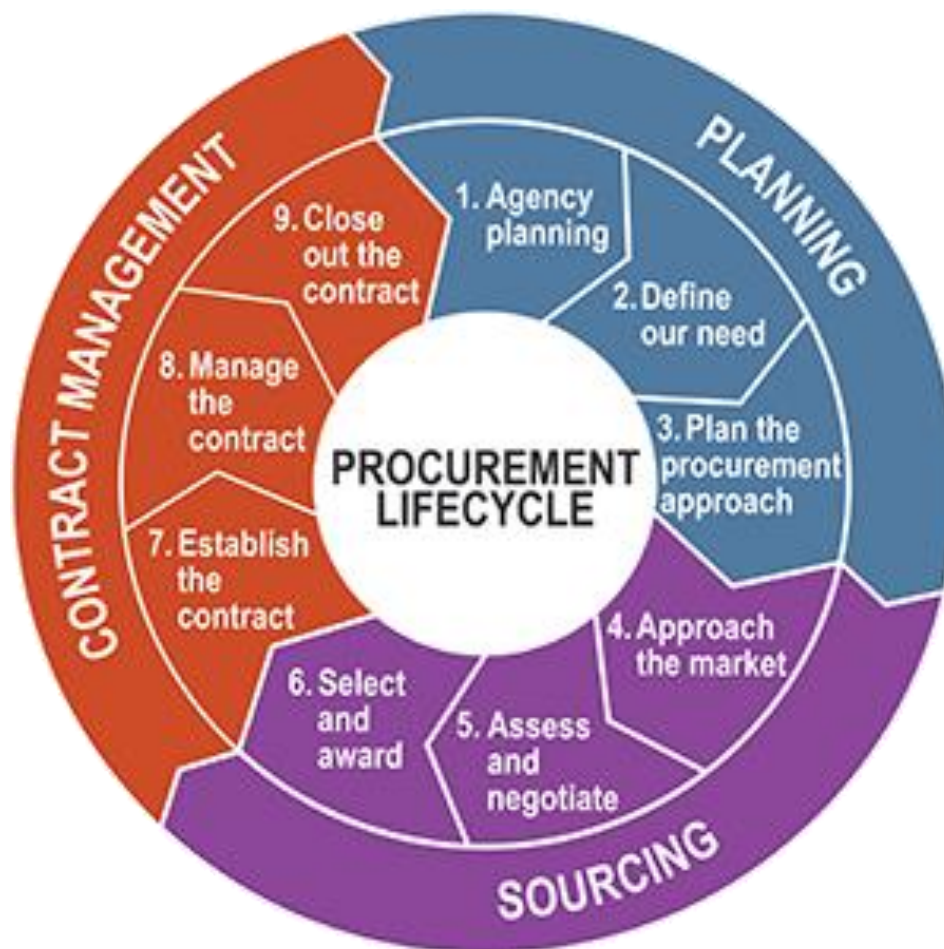 PROCUREMENT
LIFECYCLE
PLANNING
1. Agency
planning
2. Define
our need
3. Plan the
procurement
approach
SOURCING
4. Approach
the market
5. Assess
and
negotiate
6. Select
and
award
CONTRACT MANAGEMENT
7. Establish
the
contract
8. Manage
the
contract
9. Close
out the
contract